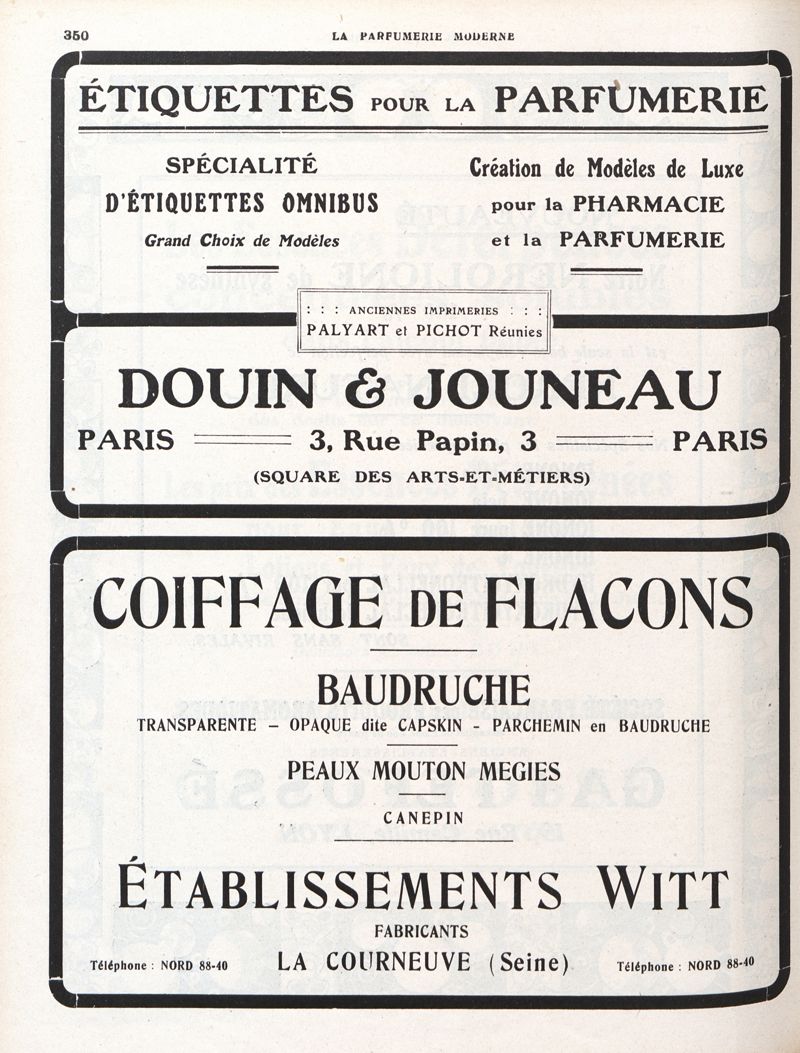 350
LA PARFUMERIE MODERNE
ÉTIQUETTES POUR LA PARFUMERIE
SPÉCIALITÉ
D'ÉTIQUETTES OMNIBUS
Grand Choix de Modèles
Création de Modèles de Luxe
pour la PHARMACIE
et la PARFUMERIE
: : : ANCIENNES IMPRIMERIES : : :
PALYART et PICHOT Réunies
DOUIN & JOUNEAU
PARIS 3, Rue Papin, 3 PARIS
(SQUARE DES ARTS-ET-MÉTIERS)
COIFFAGE DE FLACONS
BAUDRUCHE
TRANSPARENTE – OPAQUE dite CAPSKIN - PARCHEMIN en BAUDRUCHE
PEAUX MOUTON MEGIES
CANEPIN
ÉTABLISSEMENTS WITT
FABRICANTS
Téléphone : NORD 88-40 LA COURNEUVE (Seine) Téléphone : NORD 88-40